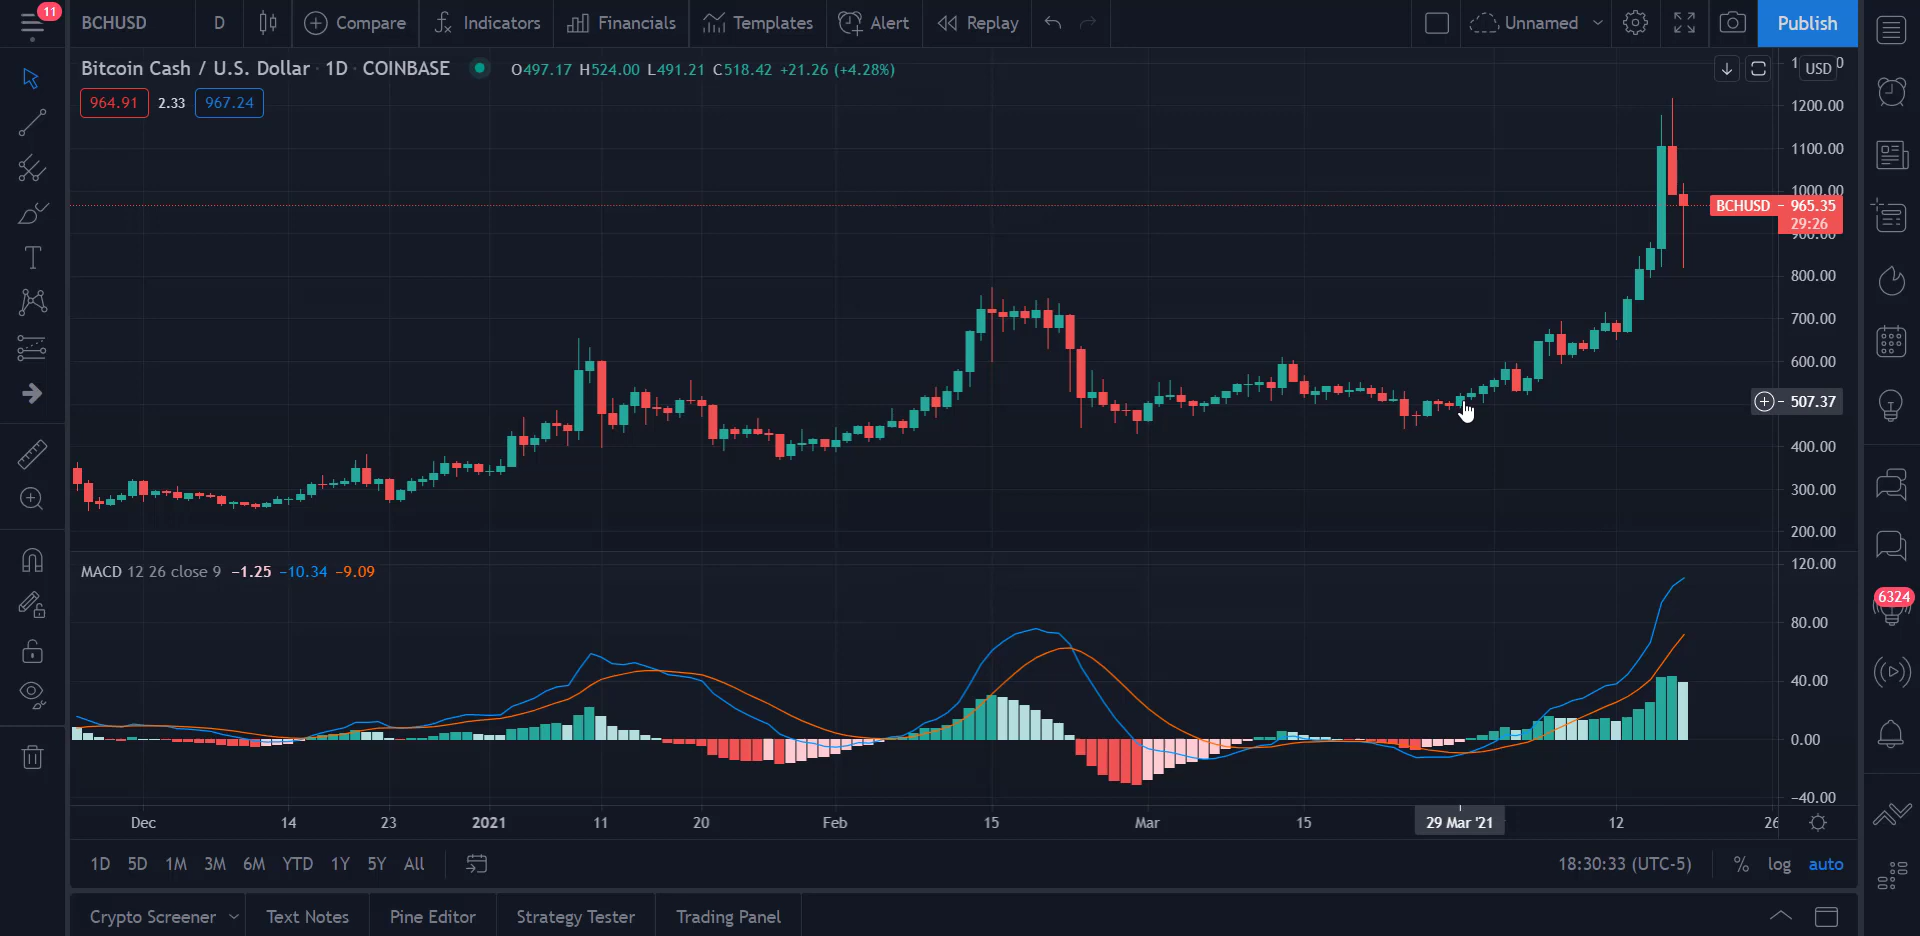 11
BCHUSD D Compare Indicators Financials Templates Alert Replay Unnamed Publish
Bitcoin Cash / U.S. Dollar · 1D · COINBASE O497.17 H524.00 L491.21 C518.42 +21.26 (+4.28%)
964.91 2.33 967.24
USD
1200.00
1100.00
1000.00
BCHUSD 965.35
29:26
900.00
800.00
700.00
600.00
507.37
400.00
300.00
200.00
MACD 12 26 close 9 −1.25 −10.34 −9.09
120.00
6324
80.00
40.00
0.00
−40.00
Dec 14 23 2021 11 20 Feb 15 Mar 15 29 Mar '21 12 26
1D 5D 1M 3M 6M YTD 1Y 5Y All 18:30:33 (UTC-5) % log auto
Crypto Screener Text Notes Pine Editor Strategy Tester Trading Panel